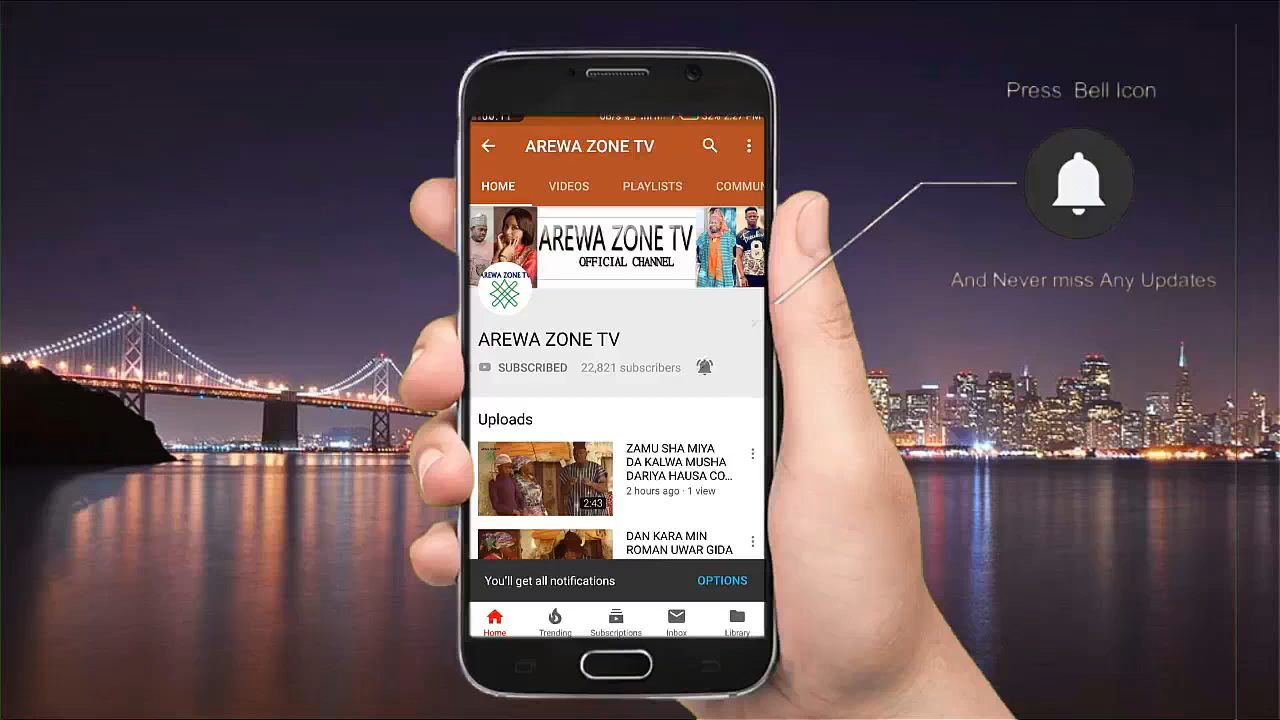 Press Bell Icon
And Never miss Any Updates
2:27 PM
AREWA ZONE TV
HOME VIDEOS PLAYLISTS COMMUN
AREWA ZONE TV
OFFICIAL CHANNEL
AREWA ZONE TV
AREWA ZONE TV
SUBSCRIBED 22,821 subscribers
Uploads
ZAMU SHA MIYA
DA KALWA MUSHA
DARIYA HAUSA CO...
2 hours ago · 1 view
2:43
DAN KARA MIN
ROMAN UWAR GIDA
You'll get all notifications OPTIONS
Home Trending Subscriptions Inbox Library